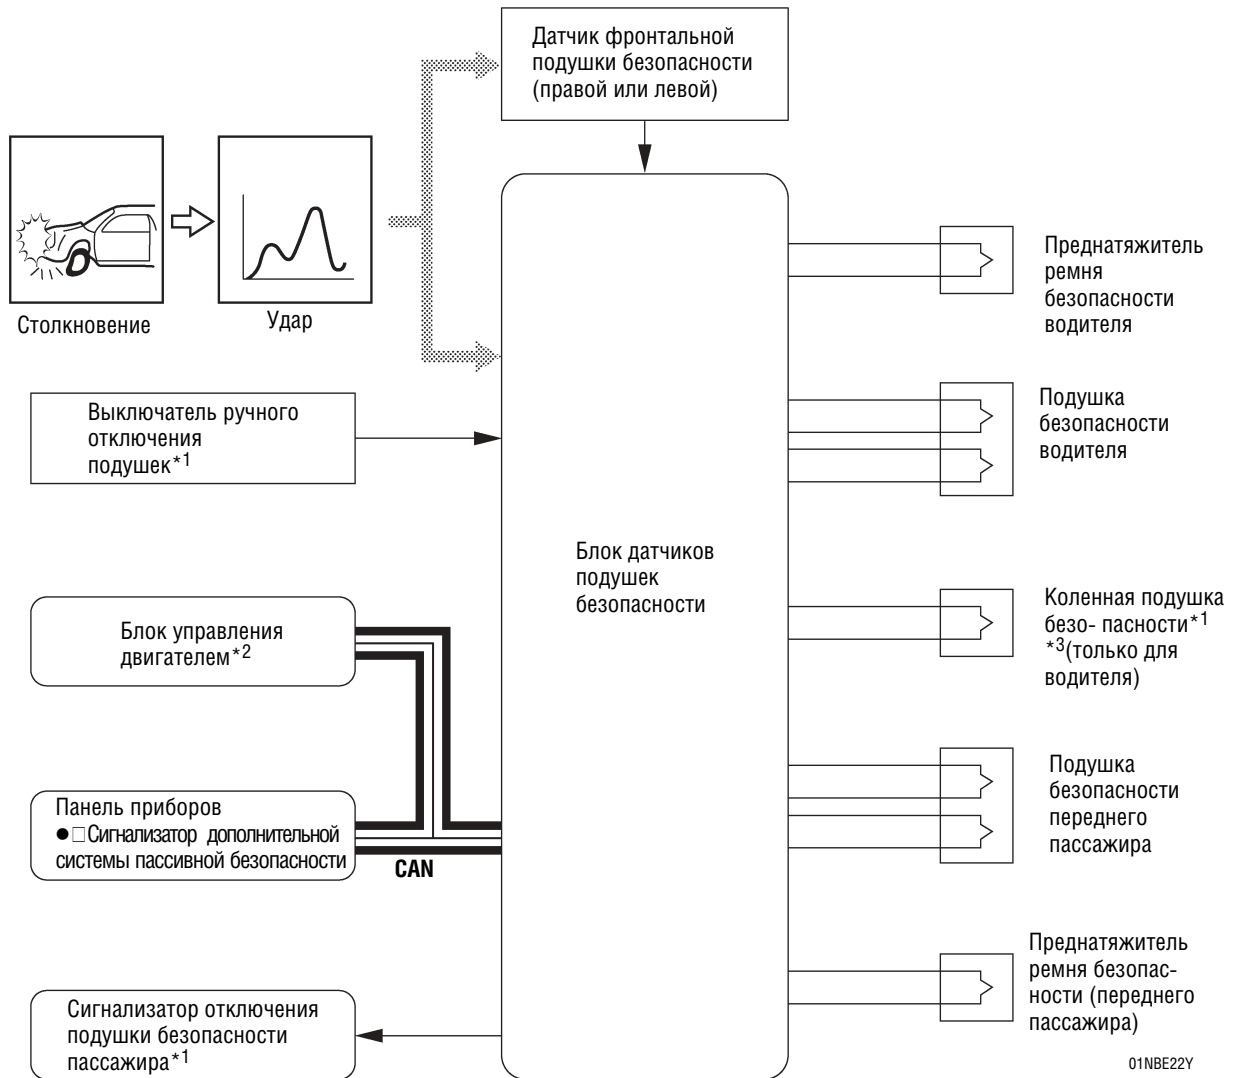 Датчик фронтальной
подушки безопасности
(правой или левой)
Столкновение
Удар
Выключатель ручного
отключения
подушек*1
Блок управления
двигателем*2
Панель приборов
●□Сигнализатор дополнительной
системы пассивной безопасности
CAN
Сигнализатор отключения
подушки безопасности
пассажира*1
Блок датчиков
подушек
безопасности
Преднатяжитель
ремня
безопасности
водителя
Подушка
безопасности
водителя
Коленная подушка
безо- пасности*1
*3(только для
водителя)
Подушка
безопасности
переднего
пассажира
Преднатяжитель
ремня безопас-
ности (переднего
пассажира)
01NBE22Y